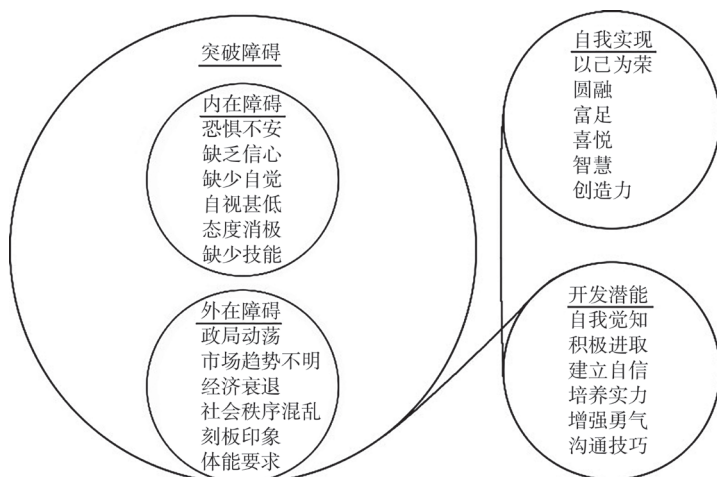 突破障碍
内在障碍
恐惧不安
缺乏信心
缺少自觉
自视甚低
态度消极
缺少技能
外在障碍
政局动荡
市场趋势不明
经济衰退
社会秩序混乱
刻板印象
体能要求
自我实现
以己为荣
圆融
富足
喜悦
智慧
创造力
开发潜能
自我觉知
积极进取
建立自信
培养实力
增强勇气
沟通技巧